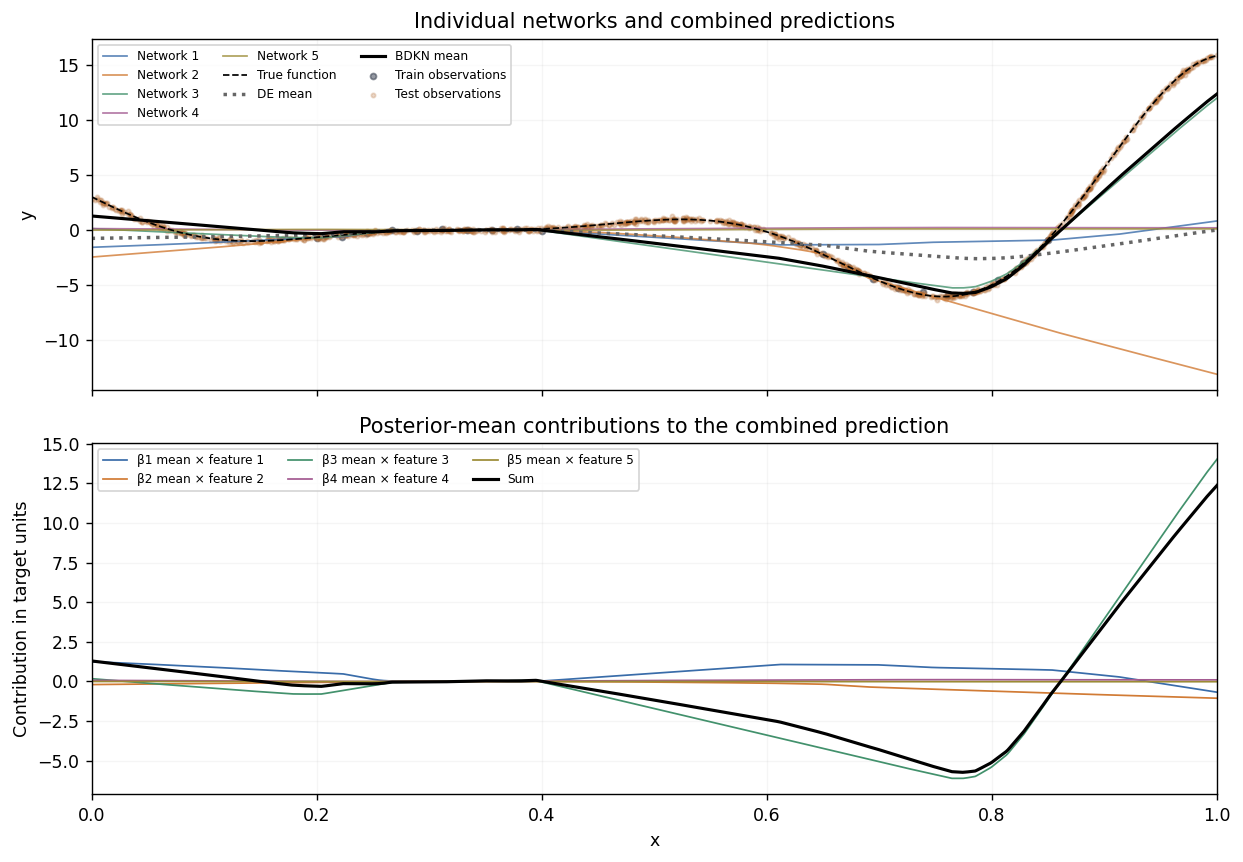 Individual networks and combined predictions
Network 1
Network 2
Network 3
Network 4
Network 5
True function
DE mean
BDKN mean
Train observations
Test observations
15
10
5
0
−5
−10
y
Posterior-mean contributions to the combined prediction
β1 mean × feature 1
β2 mean × feature 2
β3 mean × feature 3
β4 mean × feature 4
β5 mean × feature 5
Sum
15.0
12.5
10.0
7.5
5.0
2.5
0.0
−2.5
−5.0
Contribution in target units
0.0
0.2
0.4
0.6
0.8
1.0
x